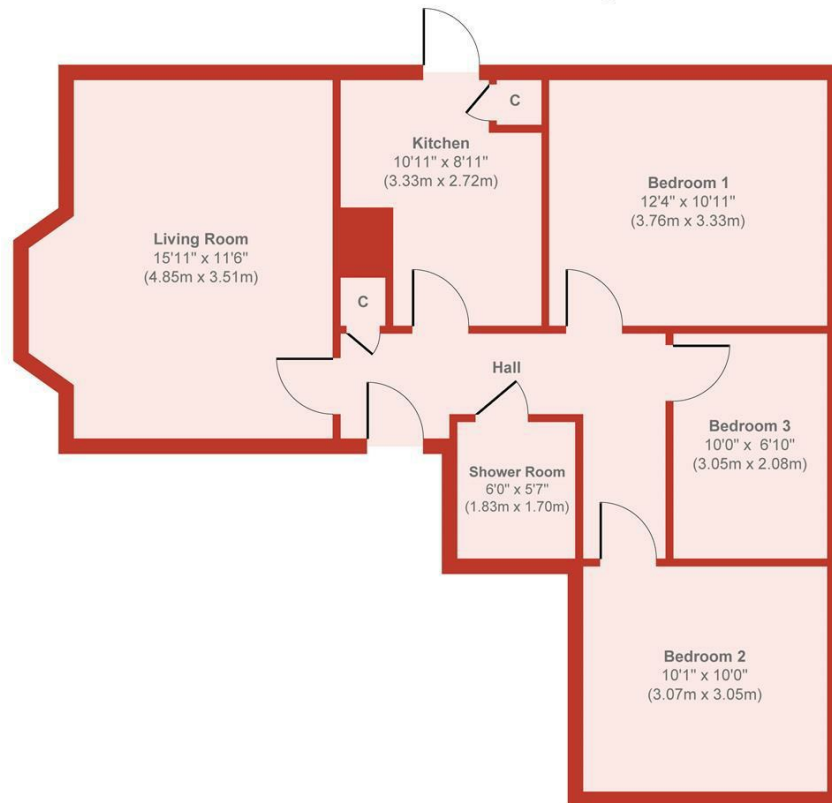 Living Room
15'11" x 11'6"
(4.85m x 3.51m)
Kitchen
10'11" x 8'11"
(3.33m x 2.72m)
C
C
Bedroom 1
12'4" x 10'11"
(3.76m x 3.33m)
Hall
Shower Room
6'0" x 5'7"
(1.83m x 1.70m)
Bedroom 3
10'0" x 6'10"
(3.05m x 2.08m)
Bedroom 2
10'1" x 10'0"
(3.07m x 3.05m)